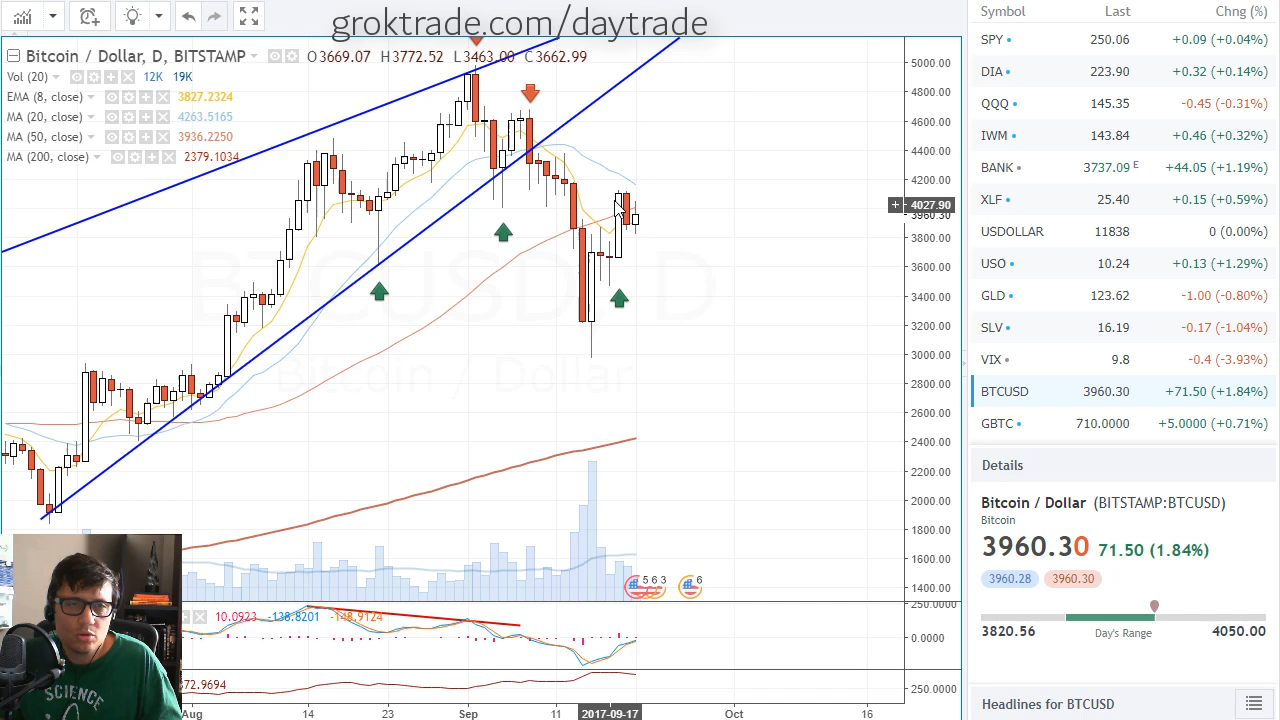 groktrade.com/daytrade
Bitcoin / Dollar, D, BITSTAMP O3669.07 H3772.52 L3463.00 C3662.99
Vol (20) 12K 19K
EMA (8, close) 3827.2324
MA (20, close) 4263.5165
MA (50, close) 3936.2250
MA (200, close) 2379.1034
BTCUSD, D
Bitcoin / Dollar
5000.00
4800.00
4600.00
4400.00
4200.00
4027.90
3960.30
3800.00
3600.00
3400.00
3200.00
3000.00
2800.00
2600.00
2400.00
2200.00
2000.00
1800.00
1600.00
1400.00
5 6 3 6
10.0923 -138.8201 -148.9124
250.0000
0.0000
372.9694
250.0000
Aug 14 23 Sep 11 2017-09-17 Oct 16
SCIENCE
Symbol Last Chng (%)
SPY 250.06 +0.09 (+0.04%)
DIA 223.90 +0.32 (+0.14%)
QQQ 145.35 -0.45 (-0.31%)
IWM 143.84 +0.46 (+0.32%)
BANK 3737.09 E +44.05 (+1.19%)
XLF 25.40 +0.15 (+0.59%)
USDOLLAR 11838 0 (0.00%)
USO 10.24 +0.13 (+1.29%)
GLD 123.62 -1.00 (-0.80%)
SLV 16.19 -0.17 (-1.04%)
VIX 9.8 -0.4 (-3.93%)
BTCUSD 3960.30 +71.50 (+1.84%)
GBTC 710.0000 +5.0000 (+0.71%)
Details
Bitcoin / Dollar (BITSTAMP:BTCUSD)
Bitcoin
3960.30 71.50 (1.84%)
3960.28 3960.30
3820.56 Day's Range 4050.00
Headlines for BTCUSD